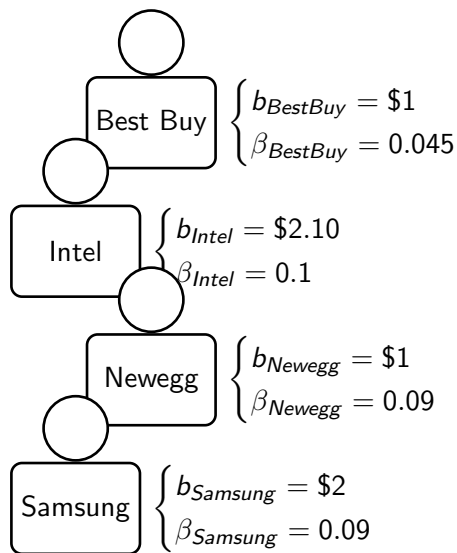 Best Buy
b_BestBuy = $1
β_BestBuy = 0.045
Intel
b_Intel = $2.10
β_Intel = 0.1
Newegg
b_Newegg = $1
β_Newegg = 0.09
Samsung
b_Samsung = $2
β_Samsung = 0.09